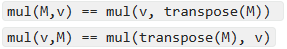 mul(M,v) == mul(v, transpose(M))
mul(v,M) == mul(transpose(M), v)